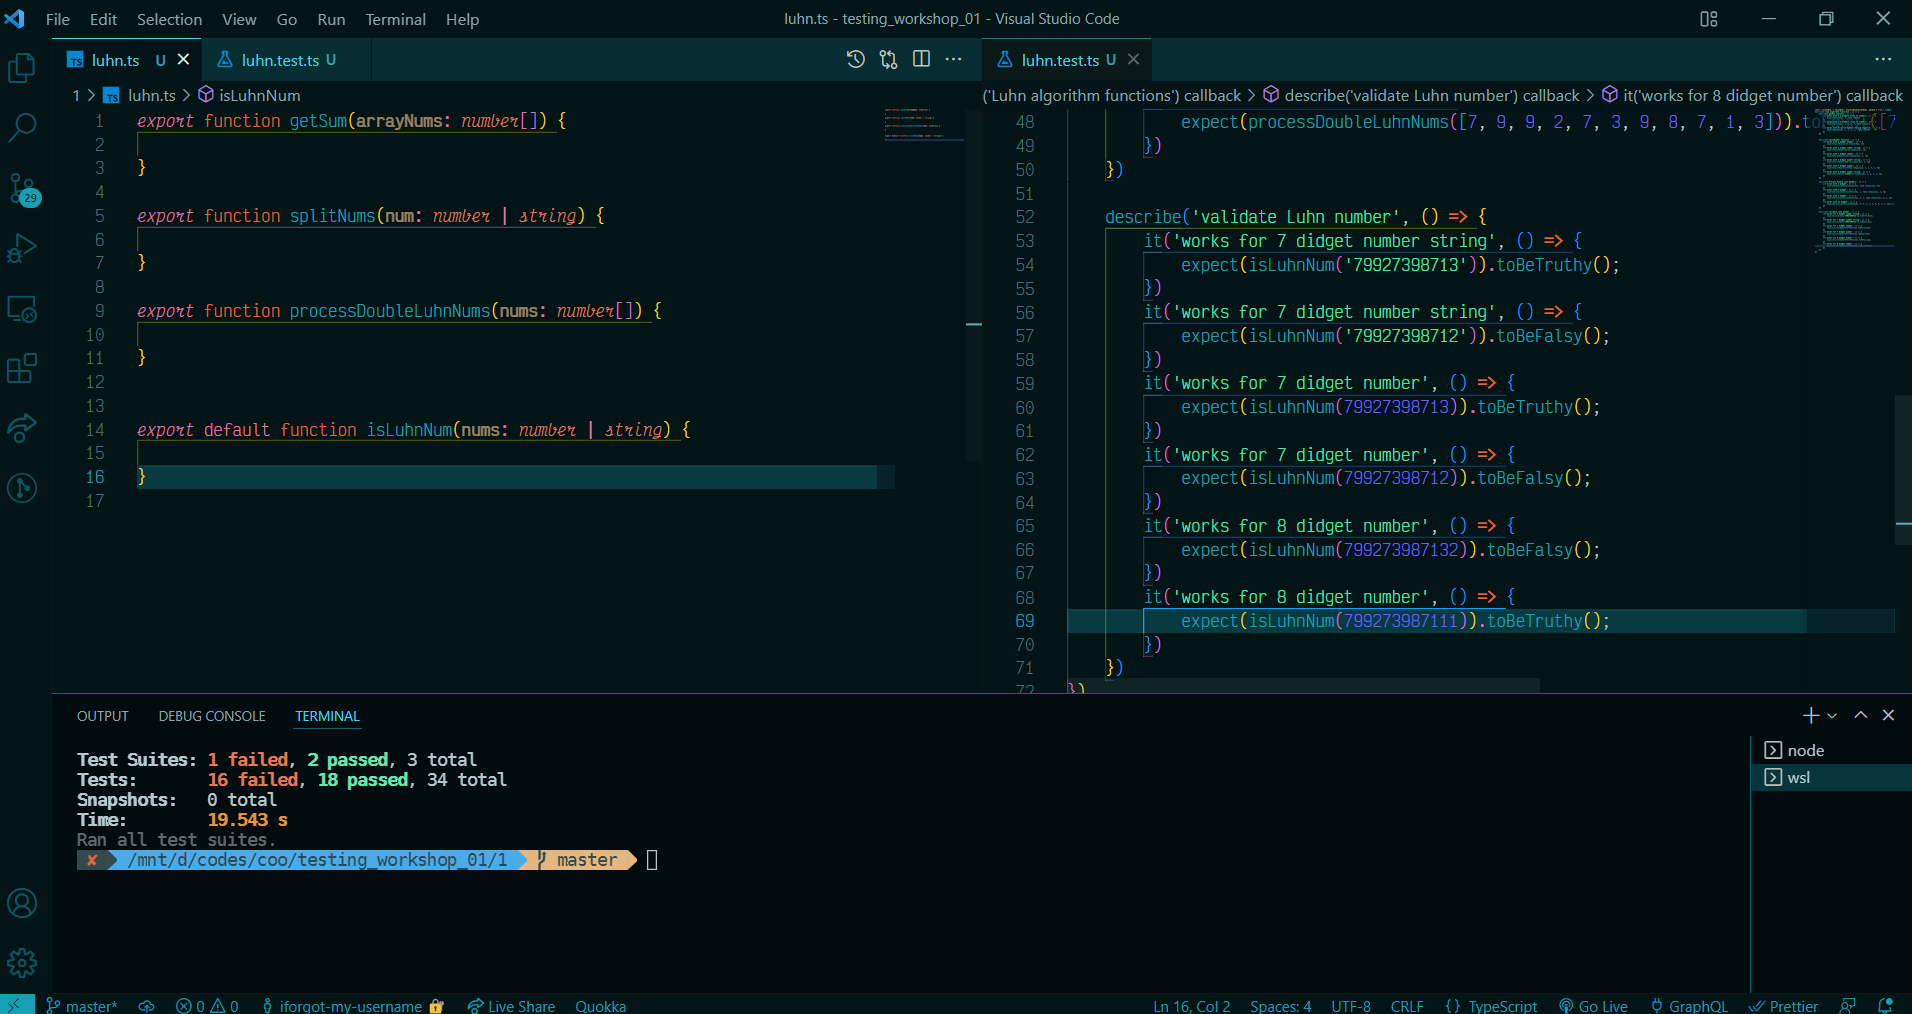 File Edit Selection View Go Run Terminal Help
luhn.ts - testing_workshop_01 - Visual Studio Code
TS luhn.ts U
luhn.test.ts U
luhn.test.ts U
1 > TS luhn.ts > isLuhnNum
('Luhn algorithm functions') callback > describe('validate Luhn number') callback > it('works for 8 didget number') callback
29
1 export function getSum(arrayNums: number[]) {
2
3 }
4
5 export function splitNums(num: number | string) {
6
7 }
8
9 export function processDoubleLuhnNums(nums: number[]) {
10
11 }
12
13
14 export default function isLuhnNum(nums: number | string) {
15
16 }
17
48 expect(processDoubleLuhnNums([7, 9, 9, 2, 7, 3, 9, 8, 7, 1, 3])).to
49 })
50 })
51
52 describe('validate Luhn number', () => {
53 it('works for 7 didget number string', () => {
54 expect(isLuhnNum('79927398713')).toBeTruthy();
55 })
56 it('works for 7 didget number string', () => {
57 expect(isLuhnNum('79927398712')).toBeFalsy();
58 })
59 it('works for 7 didget number', () => {
60 expect(isLuhnNum(79927398713)).toBeTruthy();
61 })
62 it('works for 7 didget number', () => {
63 expect(isLuhnNum(79927398712)).toBeFalsy();
64 })
65 it('works for 8 didget number', () => {
66 expect(isLuhnNum(799273987132)).toBeFalsy();
67 })
68 it('works for 8 didget number', () => {
69 expect(isLuhnNum(799273987111)).toBeTruthy();
70 })
71 })
72 })
OUTPUT DEBUG CONSOLE TERMINAL
Test Suites: 1 failed, 2 passed, 3 total
Tests: 16 failed, 18 passed, 34 total
Snapshots: 0 total
Time: 19.543 s
Ran all test suites.
✘ /mnt/d/codes/coo/testing_workshop_01/1 master
node
wsl
master* 0 0 iforgot-my-username Live Share Quokka
Ln 16, Col 2 Spaces: 4 UTF-8 CRLF {} TypeScript Go Live GraphQL Prettier